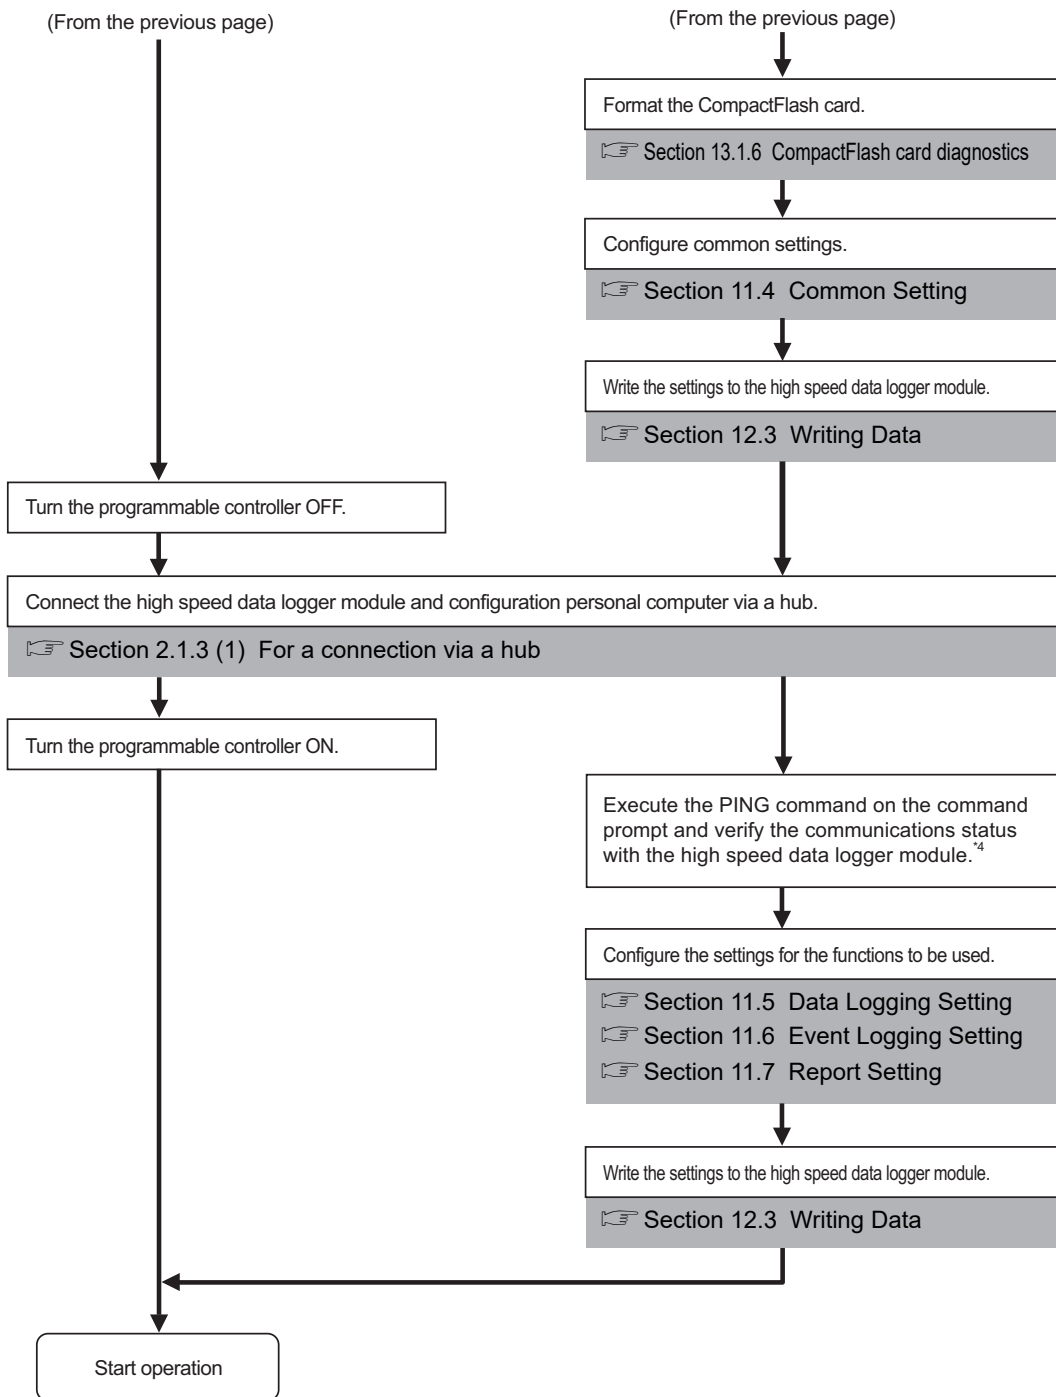 (From the previous page)
(From the previous page)
Format the CompactFlash card.
Section 13.1.6 CompactFlash card diagnostics
Configure common settings.
Section 11.4 Common Setting
Write the settings to the high speed data logger module.
Section 12.3 Writing Data
Turn the programmable controller OFF.
Connect the high speed data logger module and configuration personal computer via a hub.
Section 2.1.3 (1) For a connection via a hub
Turn the programmable controller ON.
Execute the PING command on the command
prompt and verify the communications status
with the high speed data logger module.*4
Configure the settings for the functions to be used.
Section 11.5 Data Logging Setting
Section 11.6 Event Logging Setting
Section 11.7 Report Setting
Write the settings to the high speed data logger module.
Section 12.3 Writing Data
Start operation